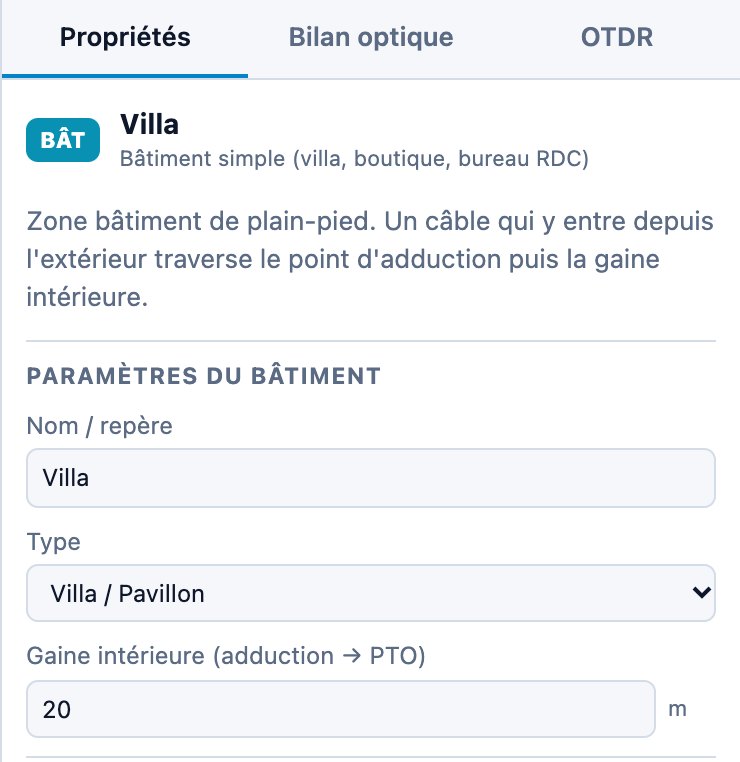 Propriétés Bilan optique OTDR
BÂT Villa
Bâtiment simple (villa, boutique, bureau RDC)
Zone bâtiment de plain-pied. Un câble qui y entre depuis
l'extérieur traverse le point d'adduction puis la gaine
intérieure.
PARAMÈTRES DU BÂTIMENT
Nom / repère
Villa
Type
Villa / Pavillon
Gaine intérieure (adduction → PTO)
20 m